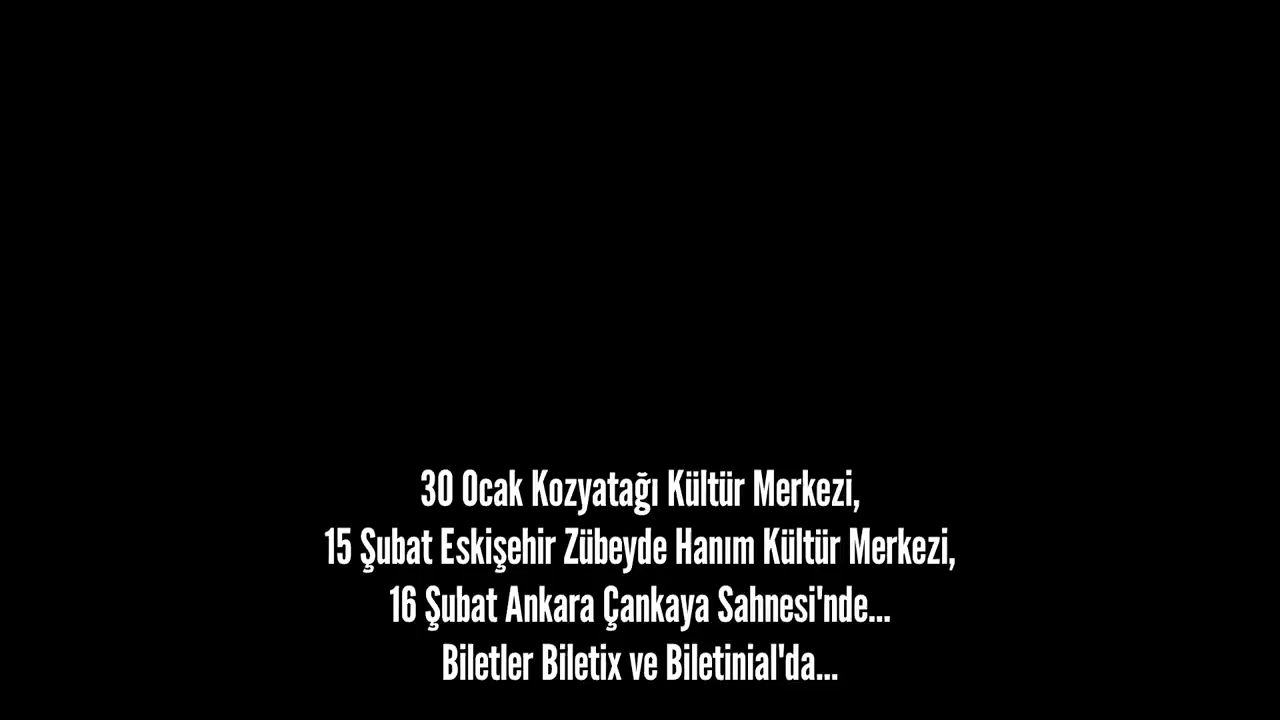 30 Ocak Kozyatağı Kültür Merkezi,
15 Şubat Eskişehir Zübeyde Hanım Kültür Merkezi,
16 Şubat Ankara Çankaya Sahnesi'nde...
Biletler Biletix ve Biletinial'da...